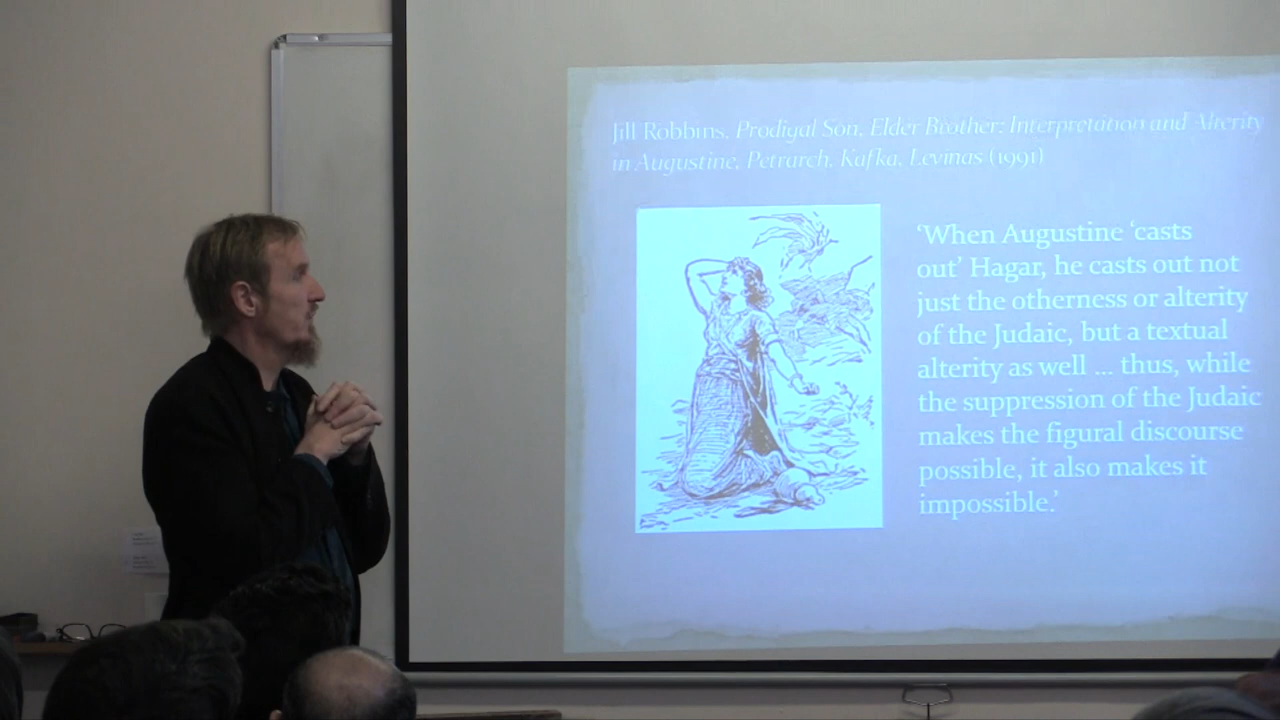 Jill Robbins, Prodigal Son, Elder Brother: Interpretation and Alterity
in Augustine, Petrarch, Kafka, Levinas (1991)
‘When Augustine ‘casts
out’ Hagar, he casts out not
just the otherness or alterity
of the Judaic, but a textual
alterity as well ... thus, while
the suppression of the Judaic
makes the figural discourse
possible, it also makes it
impossible.’